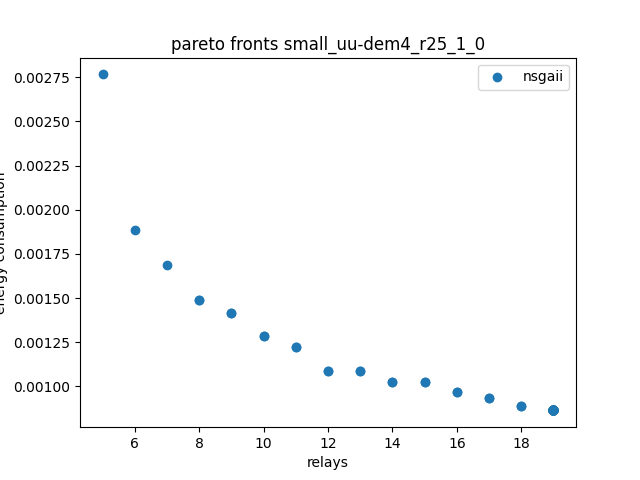 pareto fronts small_uu-dem4_r25_1_0
nsgaii
0.00275
0.00250
0.00225
0.00200
0.00175
0.00150
0.00125
0.00100
energy consumption
6 8 10 12 14 16 18
relays